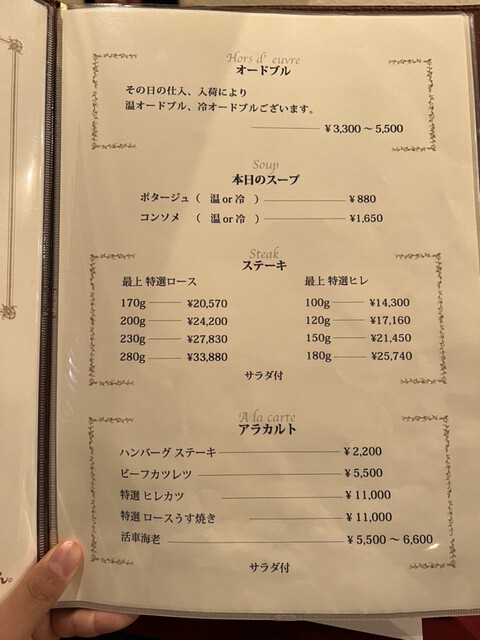 Hors d' euvre
オードブル
その日の仕入、入荷により
温オードブル、冷オードブルございます。
¥3,300～5,500
Soup
本日のスープ
ポタージュ（ 温 or 冷 ） ¥880
コンソメ （ 温 or 冷 ） ¥1,650
Steak
ステーキ
最上 特選ロース
170g ¥20,570
200g ¥24,200
230g ¥27,830
280g ¥33,880
最上 特選ヒレ
100g ¥14,300
120g ¥17,160
150g ¥21,450
180g ¥25,740
サラダ付
A la carte
アラカルト
ハンバーグ ステーキ ¥2,200
ビーフカツレツ ¥5,500
特選 ヒレカツ ¥11,000
特選 ロースうす焼き ¥11,000
活車海老 ¥5,500～6,600
サラダ付